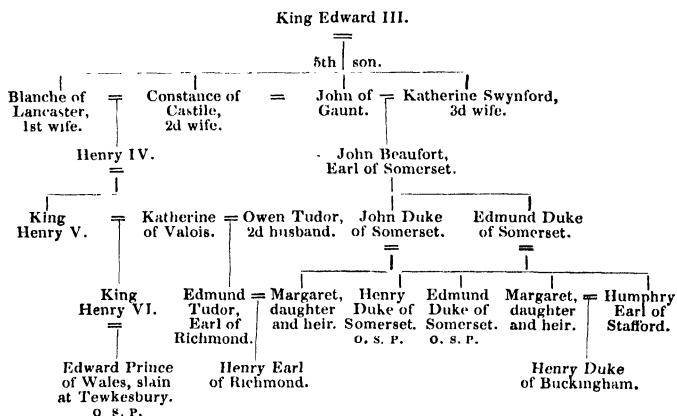 King Edward III.
5th son.
Blanche of
Lancaster,
1st wife.
Constance of
Castile,
2d wife.
John of
Gaunt.
Katherine Swynford,
3d wife.
Henry IV.
John Beaufort,
Earl of Somerset.
King
Henry V.
Katherine
of Valois.
Owen Tudor,
2d husband.
John Duke
of Somerset.
Edmund Duke
of Somerset.
King
Henry VI.
Edmund
Tudor,
Earl of
Richmond.
Margaret,
daughter
and heir.
Henry
Duke of
Somerset.
O. S. P.
Edmund
Duke of
Somerset.
O. S. P.
Margaret,
daughter
and heir.
Humphry
Earl of
Stafford.
Edward Prince
of Wales, slain
at Tewkesbury.
O. S. P.
Henry Earl
of Richmond.
Henry Duke
of Buckingham.